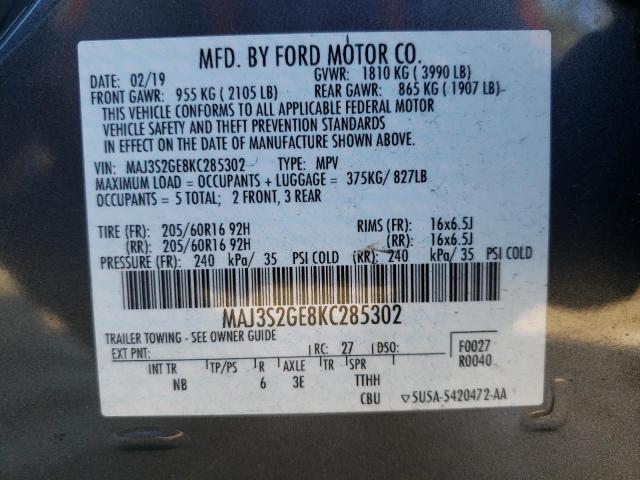 MFD. BY FORD MOTOR CO.
DATE: 02/19 GVWR: 1810 KG ( 3990 LB)
FRONT GAWR: 955 KG ( 2105 LB) REAR GAWR: 865 KG ( 1907 LB)
THIS VEHICLE CONFORMS TO ALL APPLICABLE FEDERAL MOTOR
VEHICLE SAFETY AND THEFT PREVENTION STANDARDS
IN EFFECT ON THE DATE OF MANUFACTURE SHOWN ABOVE.
VIN: MAJ3S2GE8KC285302 TYPE: MPV
MAXIMUM LOAD = OCCUPANTS + LUGGAGE = 375KG/ 827LB
OCCUPANTS = 5 TOTAL; 2 FRONT, 3 REAR
TIRE (FR): 205/60R16 92H RIMS (FR): 16x6.5J
(RR): 205/60R16 92H (RR): 16x6.5J
PRESSURE (FR): 240 kPa/ 35 PSI COLD (RR): 240 kPa/ 35 PSI COLD
MAJ3S2GE8KC285302
TRAILER TOWING - SEE OWNER GUIDE
EXT PNT: RC: 27 DSO: F0027
R0040
INT TR TP/PS R AXLE TR SPR
NB 6 3E TTHH
CBU 5U5A-5420472-AA